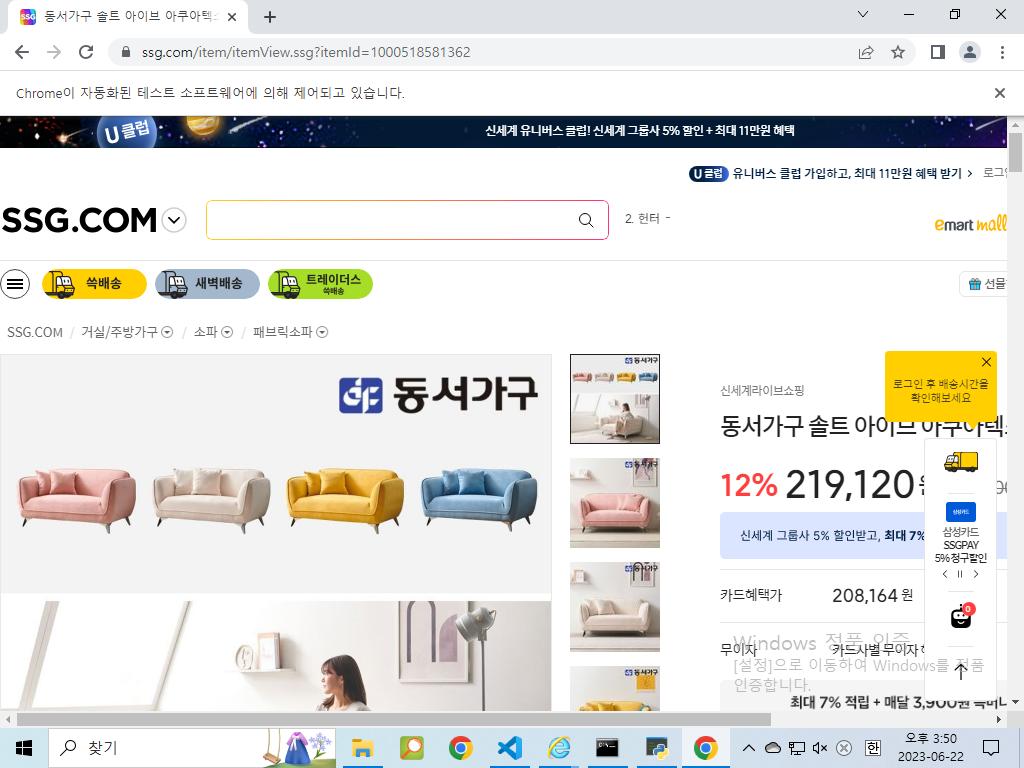 동서가구 솔트 아이브 아쿠아텍스
ssg.com/item/itemView.ssg?itemId=1000518581362
Chrome이 자동화된 테스트 소프트웨어에 의해 제어되고 있습니다.
U 클럽
신세계 유니버스 클럽! 신세계 그룹사 5% 할인 + 최대 11만원 혜택
U 클럽 유니버스 클럽 가입하고, 최대 11만원 혜택 받기 >
SSG.COM
2. 헌터 -
emart mall
쓱배송
새벽배송
트레이더스
쓱배송
선물
SSG.COM / 거실/주방가구 / 소파 / 패브릭소파
동서가구
로그인 후 배송시간을
확인해보세요
신세계라이브쇼핑
동서가구 솔트 아이브 아쿠아텍스
12% 219,120
신세계 그룹사 5% 할인받고, 최대 7%
삼성카드
삼성카드
SSGPAY
5% 청구할인
카드혜택가 208,164 원
0
무이자 카드사별 무이자
Windows 정품 인증
[설정]으로 이동하여 Windows를 정품
인증합니다.
최대 7% 적립 + 매달 3,900원
찾기
오후 3:50
한
2023-06-22